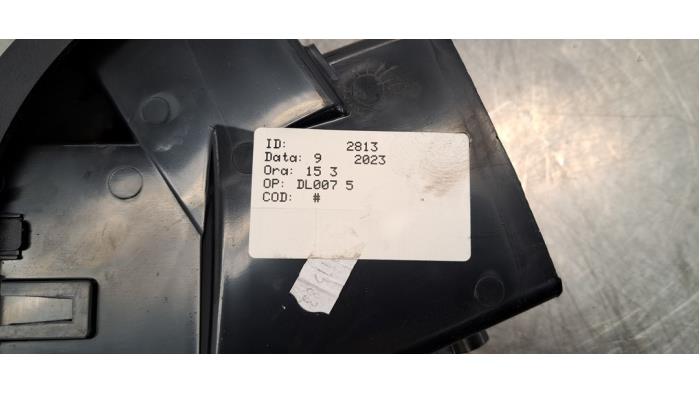 ID: 2813
Data: 9 2023
Ora: 15 3
OP: DL007 5
COD: #